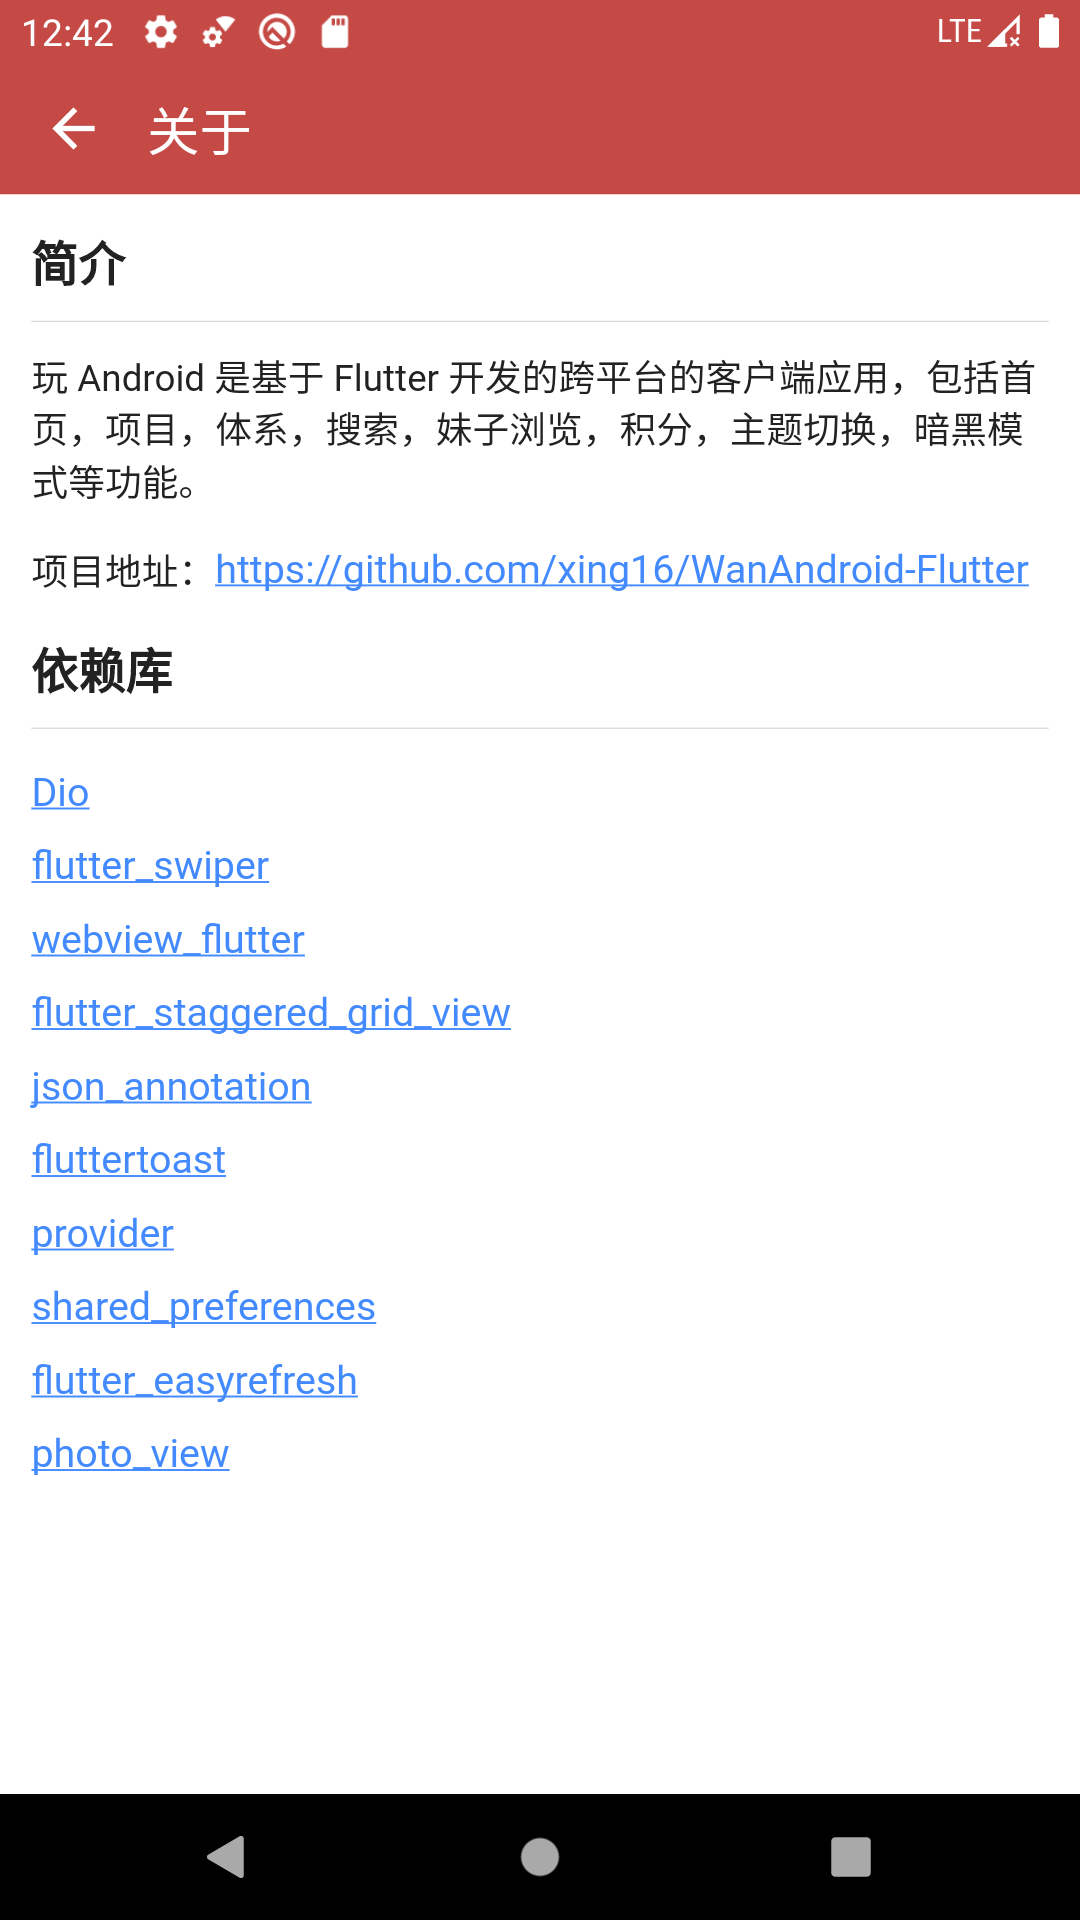 12:42
LTE
关于
简介
玩 Android 是基于 Flutter 开发的跨平台的客户端应用，包括首
页，项目，体系，搜索，妹子浏览，积分，主题切换，暗黑模
式等功能。
项目地址：https://github.com/xing16/WanAndroid-Flutter
依赖库
Dio
flutter_swiper
webview_flutter
flutter_staggered_grid_view
json_annotation
fluttertoast
provider
shared_preferences
flutter_easyrefresh
photo_view